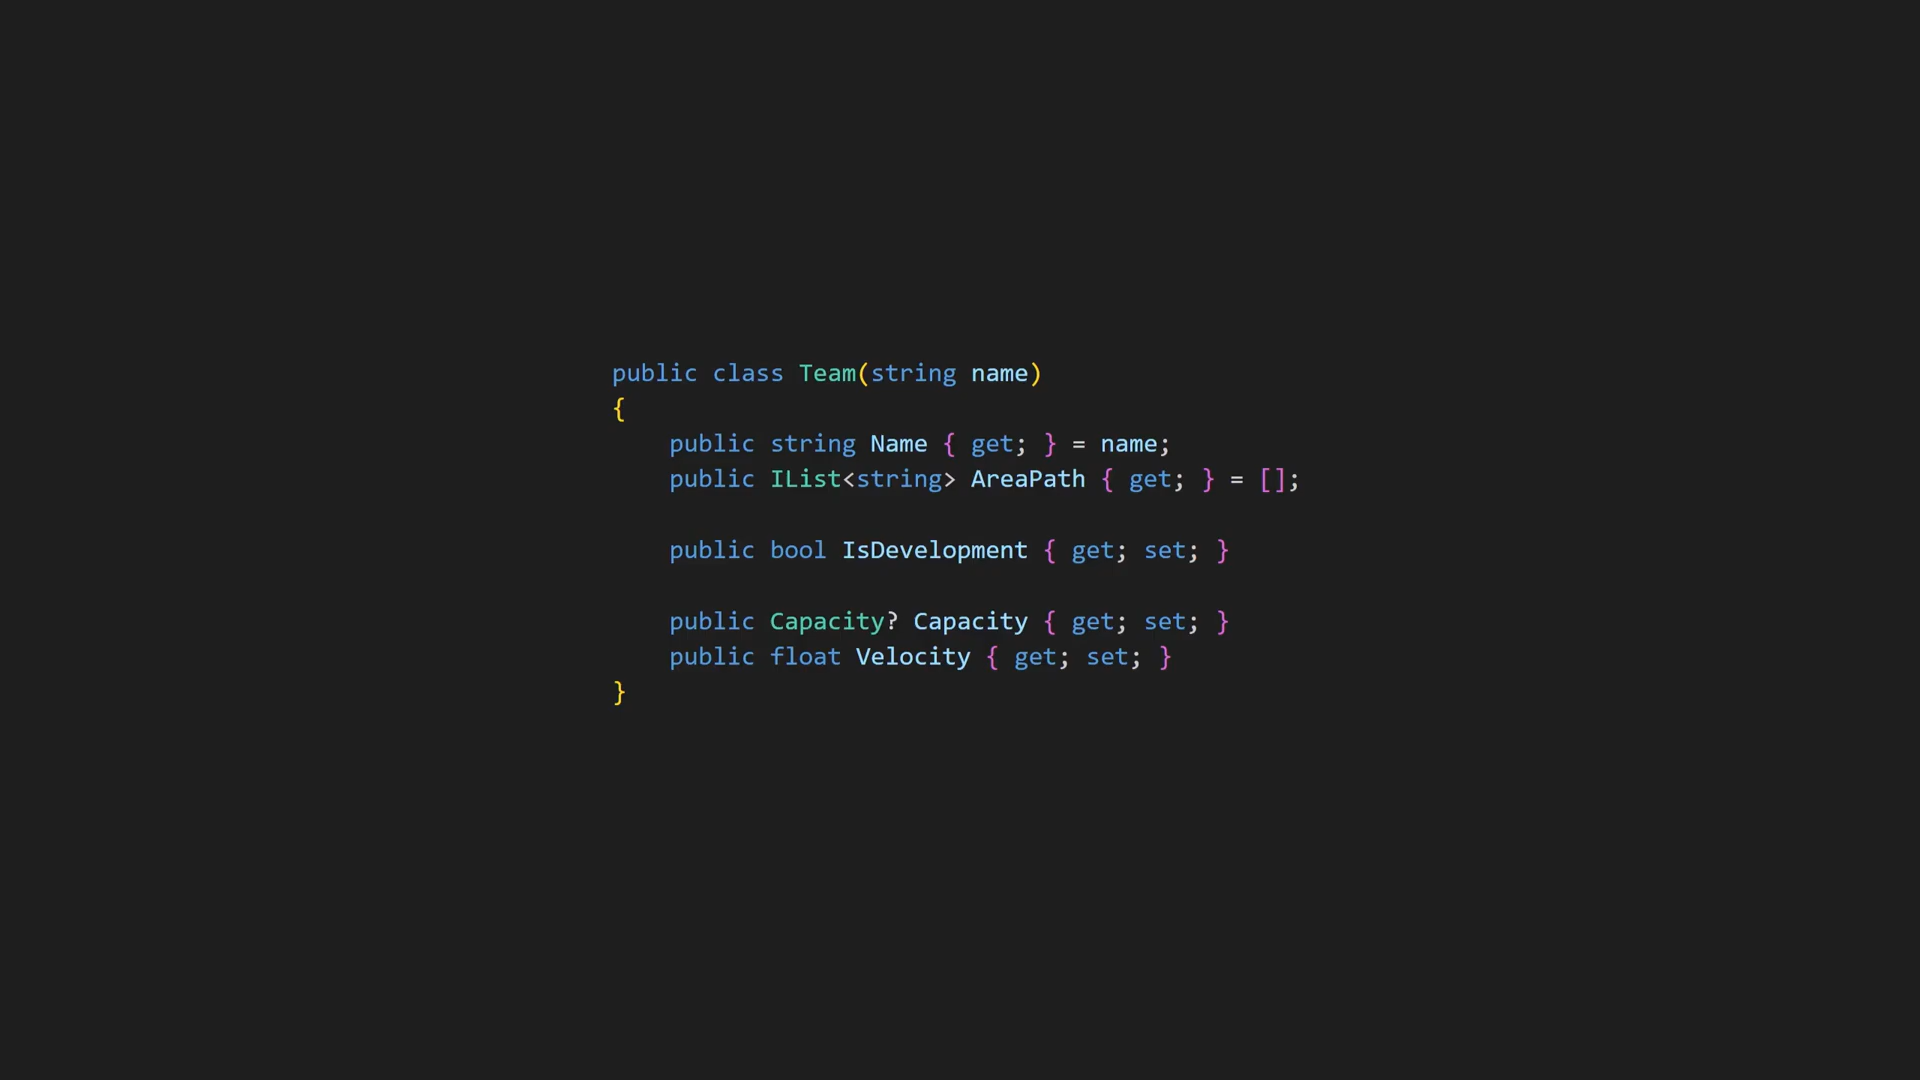 public class Team(string name)
{
    public string Name { get; } = name;
    public IList<string> AreaPath { get; } = [];

    public bool IsDevelopment { get; set; }

    public Capacity? Capacity { get; set; }
    public float Velocity { get; set; }
}